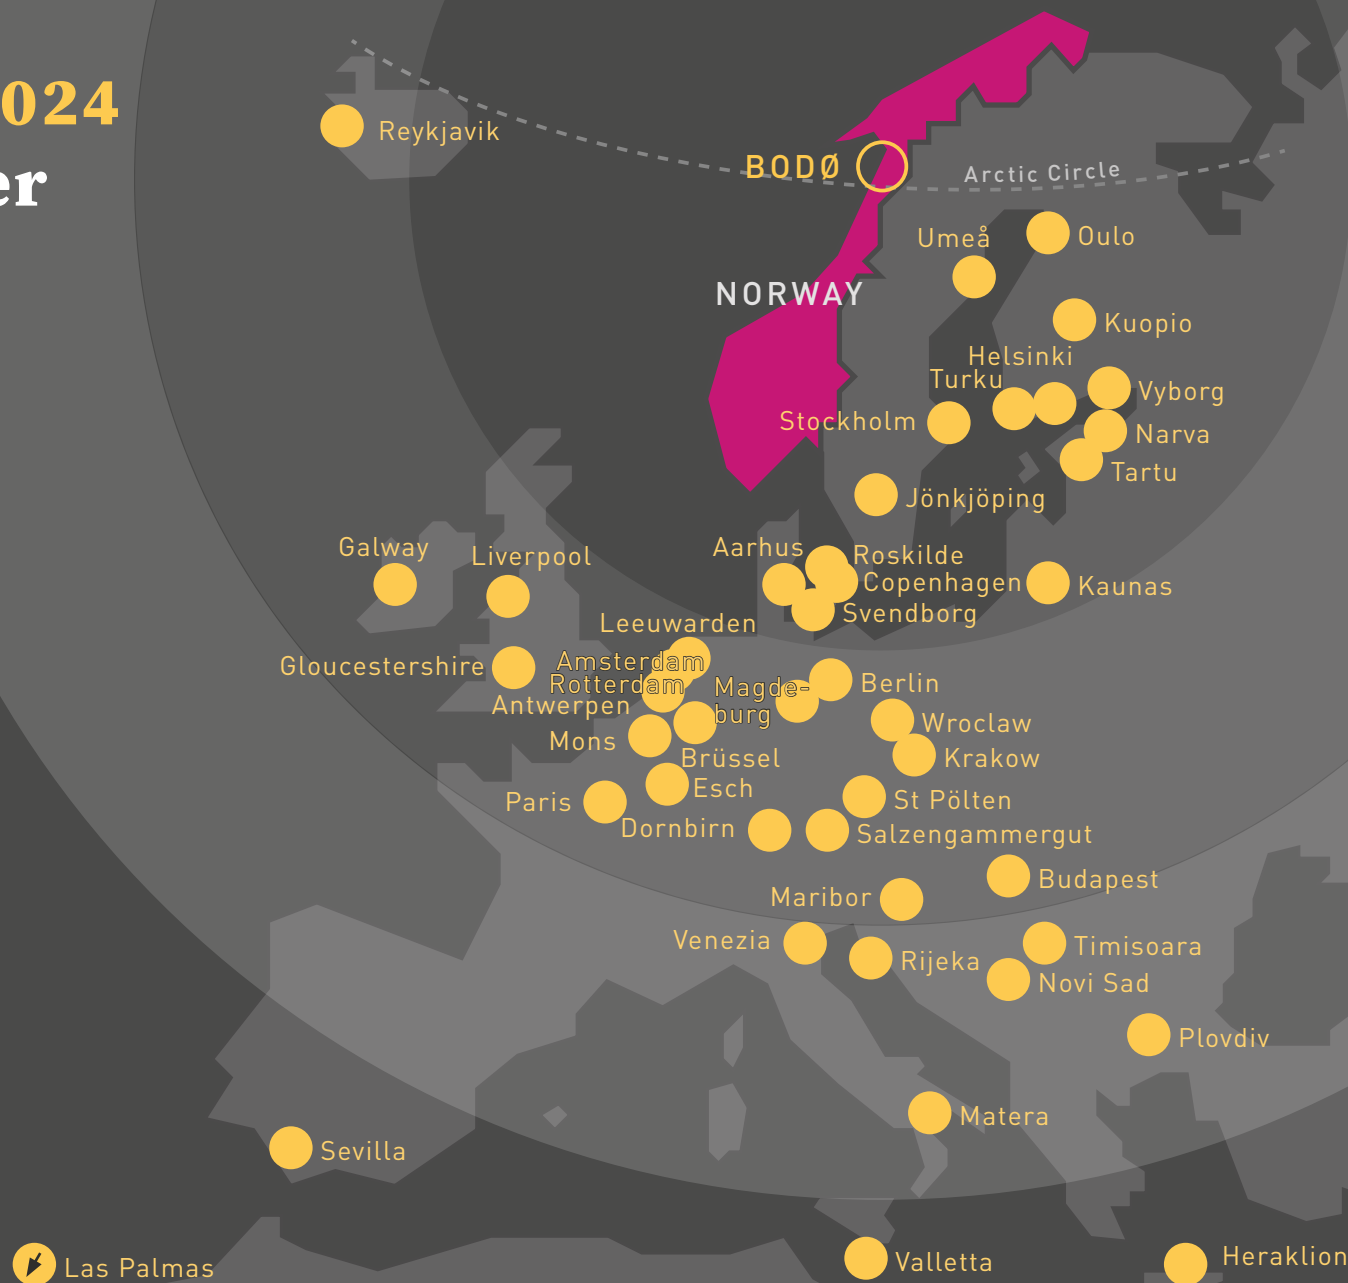 024
er
Reykjavik
BODØ
Arctic Circle
Umeå
Oulo
NORWAY
Kuopio
Helsinki
Turku
Vyborg
Stockholm
Narva
Tartu
Jönkjöping
Galway
Liverpool
Aarhus
Roskilde
Copenhagen
Kaunas
Svendborg
Leeuwarden
Gloucestershire
Amsterdam
Rotterdam
Magde-
burg
Berlin
Antwerpen
Wroclaw
Mons
Brüssel
Krakow
Esch
Paris
St Pölten
Dornbirn
Salzengammergut
Budapest
Maribor
Venezia
Rijeka
Timisoara
Novi Sad
Plovdiv
Matera
Sevilla
Las Palmas
Valletta
Heraklion